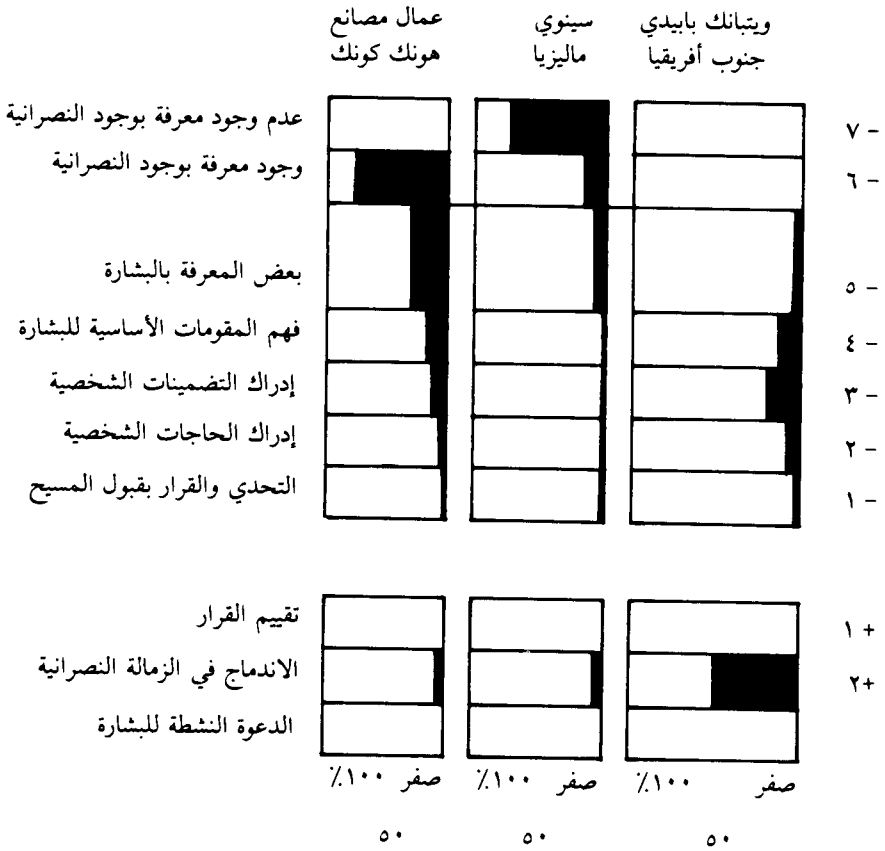 ويتبانك بابيدي
جنوب أفريقيا
سينوي
ماليزيا
عمال مصانع
هونك كونك
٧ -
عدم وجود معرفة بوجود النصرانية
٦ -
وجود معرفة بوجود النصرانية
٥ -
بعض المعرفة بالبشارة
٤ -
فهم المقومات الأساسية للبشارة
٣ -
إدراك التضمينات الشخصية
٢ -
إدراك الحاجات الشخصية
١ -
التحدي والقرار بقبول المسيح
١ +
تقييم القرار
٢+
الاندماج في الزمالة النصرانية
الدعوة النشطة للبشارة
صفر ١٠٠٪
صفر ١٠٠٪
صفر ١٠٠٪
٥٠
٥٠
٥٠